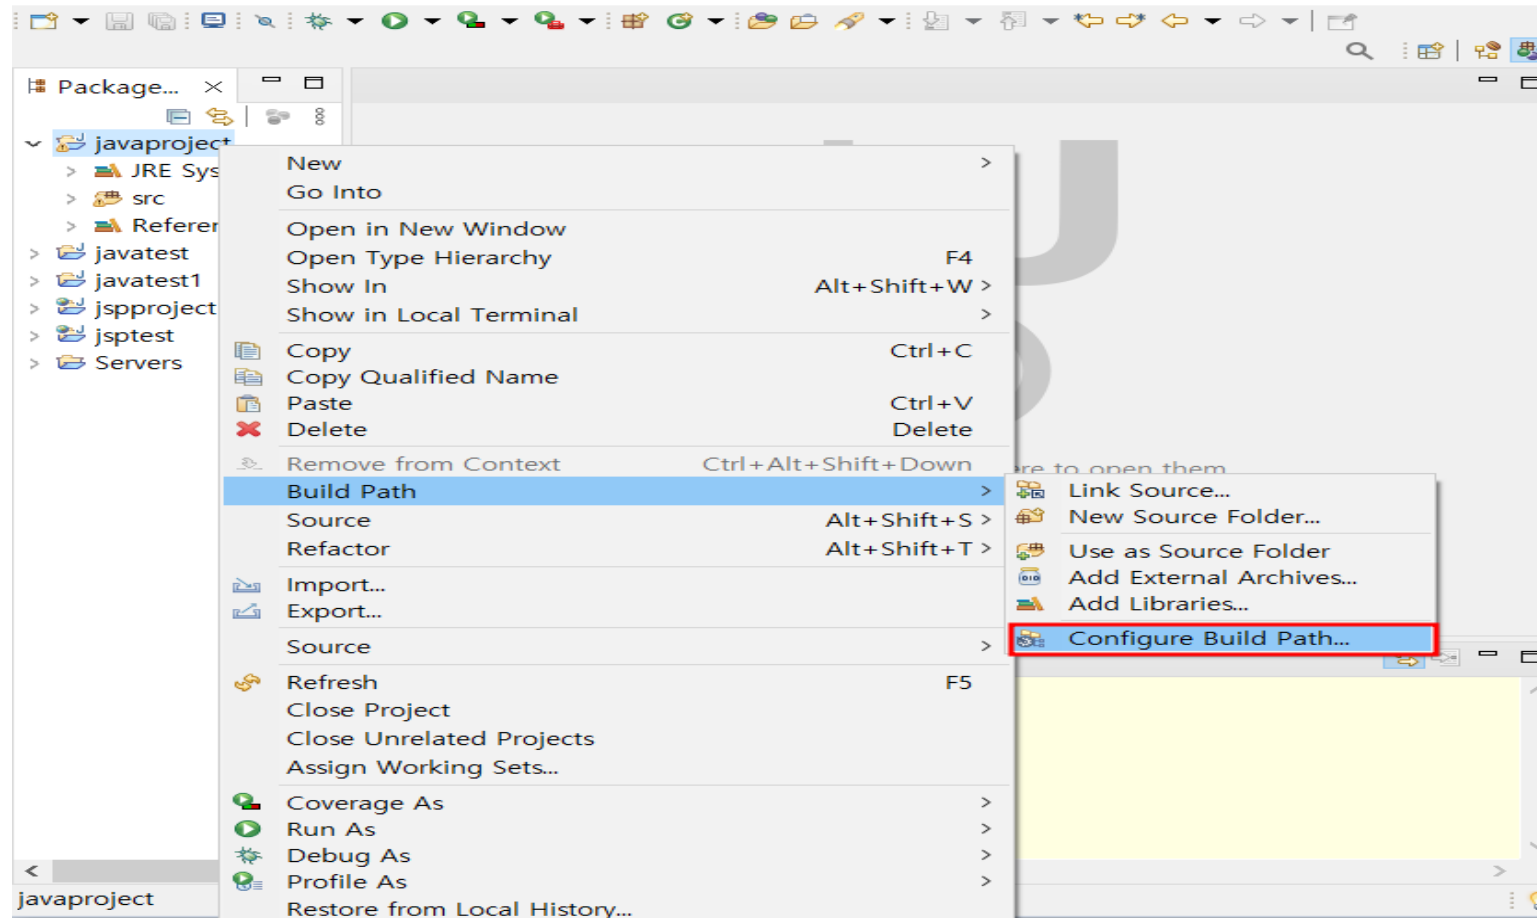 Package...
javaproject
JRE Sys
src
Referen
javatest
javatest1
jspproject
jsptest
Servers
New
Go Into
Open in New Window
Open Type Hierarchy F4
Show In Alt+Shift+W
Show in Local Terminal
Copy Ctrl+C
Copy Qualified Name
Paste Ctrl+V
Delete Delete
Remove from Context Ctrl+Alt+Shift+Down
Build Path
Source Alt+Shift+S
Refactor Alt+Shift+T
Import...
Export...
Source
Refresh F5
Close Project
Close Unrelated Projects
Assign Working Sets...
Coverage As
Run As
Debug As
Profile As
Restore from Local History...
ere to open them
Link Source...
New Source Folder...
Use as Source Folder
Add External Archives...
Add Libraries...
Configure Build Path...
javaproject